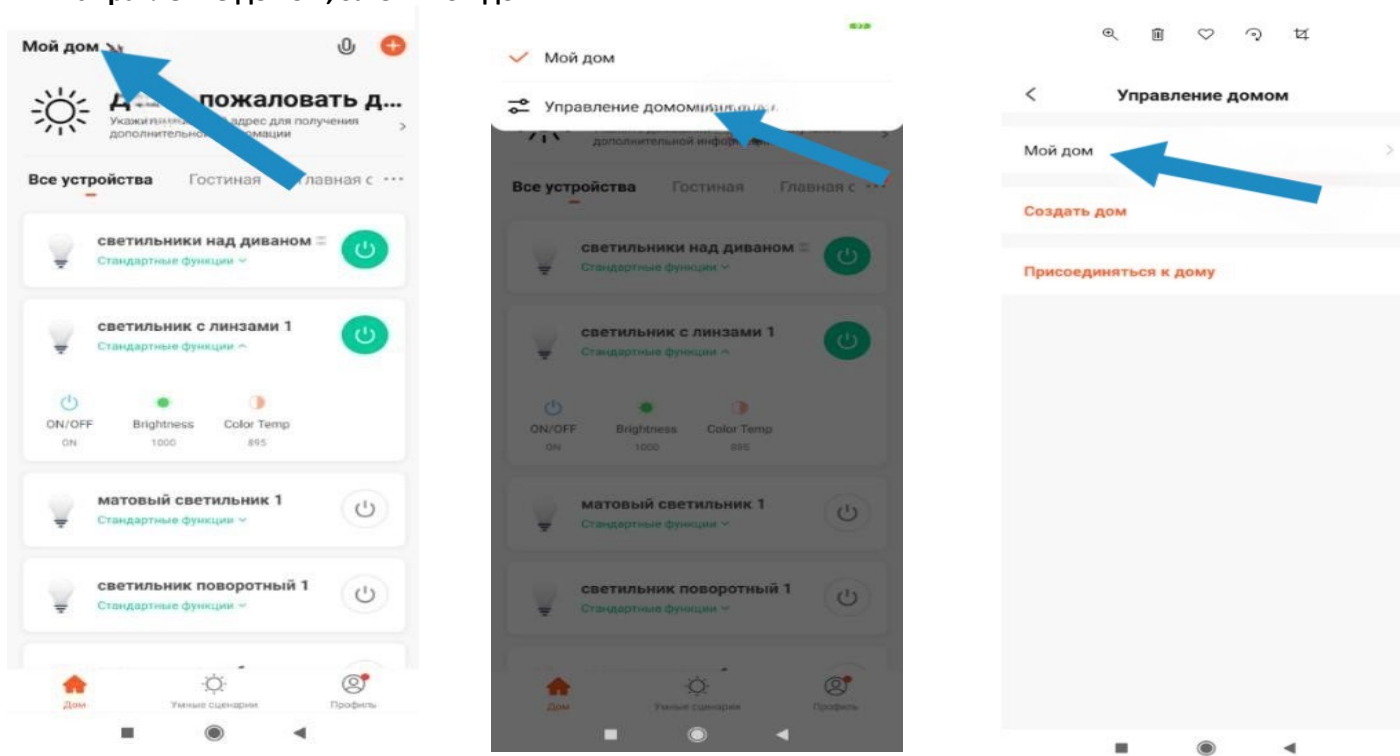 Мой дом
пожаловать д...
адрес для получения
дополнительно
Все устройства Гостиная главная с ...
светильники над диваном
Стандартные функции
светильник с линзами 1
Стандартные функции
ON/OFF Brightness Color Temp
ON 1000 895
матовый светильник 1
Стандартные функции
светильник поворотный 1
Стандартные функции
Дом Умные сценарии Профиль
Мой дом
Управление домом
дополнительной
Все устройства Гостиная Главная с
светильники над диваном
Стандартные функции
светильник с линзами 1
Стандартные функции
ON/OFF Brightness Color Temp
ON 1000 895
матовый светильник 1
Стандартные функции
светильник поворотный 1
Стандартные функции
Дом Умные сценарии Профиль
Управление домом
Мой дом
Создать дом
Присоединяться к дому